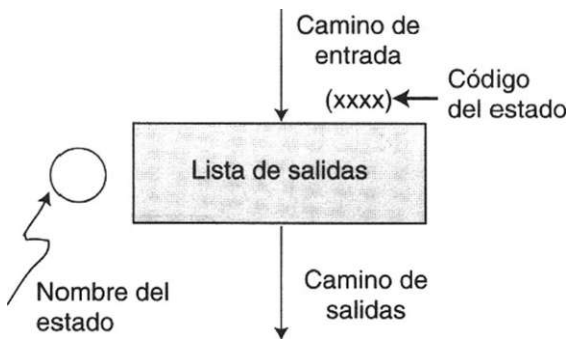 Camino de
entrada
(xxxx)
Código
del estado
Lista de salidas
Nombre del
estado
Camino de
salidas